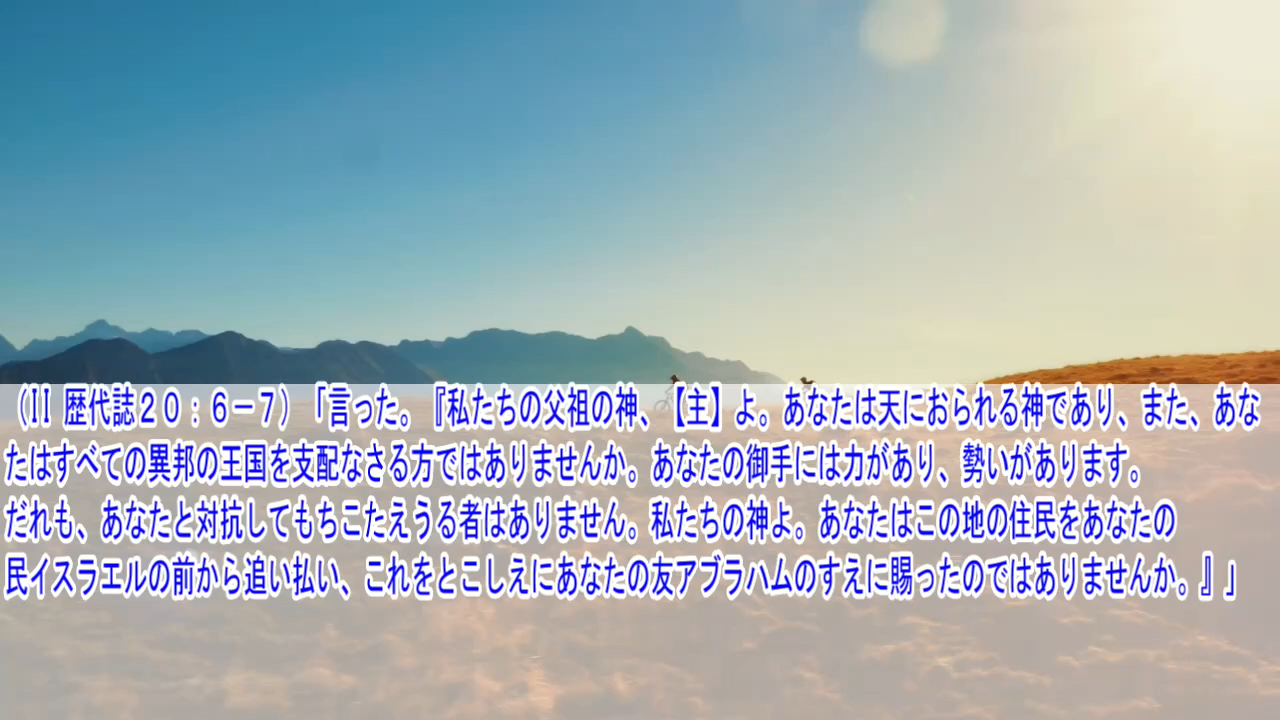 （II 歴代誌２０：６－７）「言った。『私たちの父祖の神、【主】よ。あなたは天におられる神であり、また、あな
たはすべての異邦の王国を支配なさる方ではありませんか。あなたの御手には力があり、勢いがあります。
だれも、あなたと対抗してもちこたえうる者はありません。私たちの神よ。あなたはこの地の住民をあなたの
民イスラエルの前から追い払い、これをとこしえにあなたの友アブラハムのすえに賜ったのではありませんか。』」